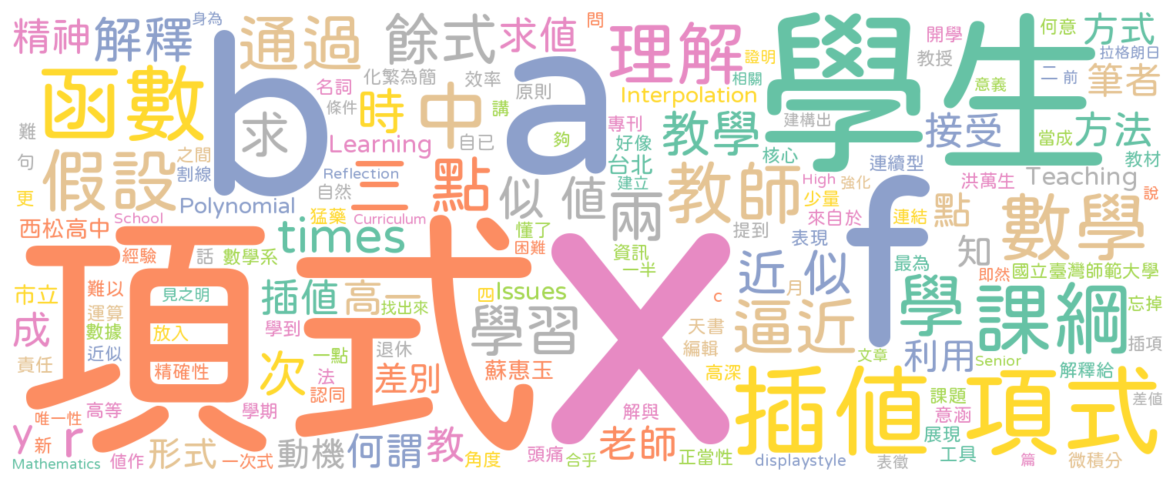 精神 解釋 身為 通過 餘式 求值 問 理解 學生 開學 何意 方式
函數 b a 化繁為簡 效率 證明 相關 教授 拉格朗日
名詞 條件 時 中 講 原則 Interpolation 意義 二 前 筆者
求 夠 專刊 建構出 接受 當成 方法
難 Learning 自已 教學 好像 核心 教材
句 假設 之間 割線 三 點 Reflection 台北 教師 連續型 Teaching
更 Polynomial 自然 似 值 建立 兩 High 強化 洪萬生 說
西松高中 School 猛藥 Curriculum 少量 來自於 連結 f 點 數學
項式 times 懂了 困難 x 提到 表現 知
經驗 話 數學系 資訊 一半 近似 最為 即然 國立臺灣師範大學
市立 難以 見之明 插值 高一 四 Issues c 月 學 課綱 忘掉
成 運算 學到 找出來 學習 天書 逼近 插項
數據 放入 編輯
責任 近似 精確性 次 一點 退休 蘇惠玉 高深 文章 利用 Senior 解釋給
法 認同 差別 插值 課題 項式 差值
唯一性 高等 學期 解與 意涵
y 新 r 老師 展現
Mathematics 值作 形式 一次式 動機 何謂 教 角度 頭痛 合乎 正當性 displaystyle 表徵 工具 篇 微積分